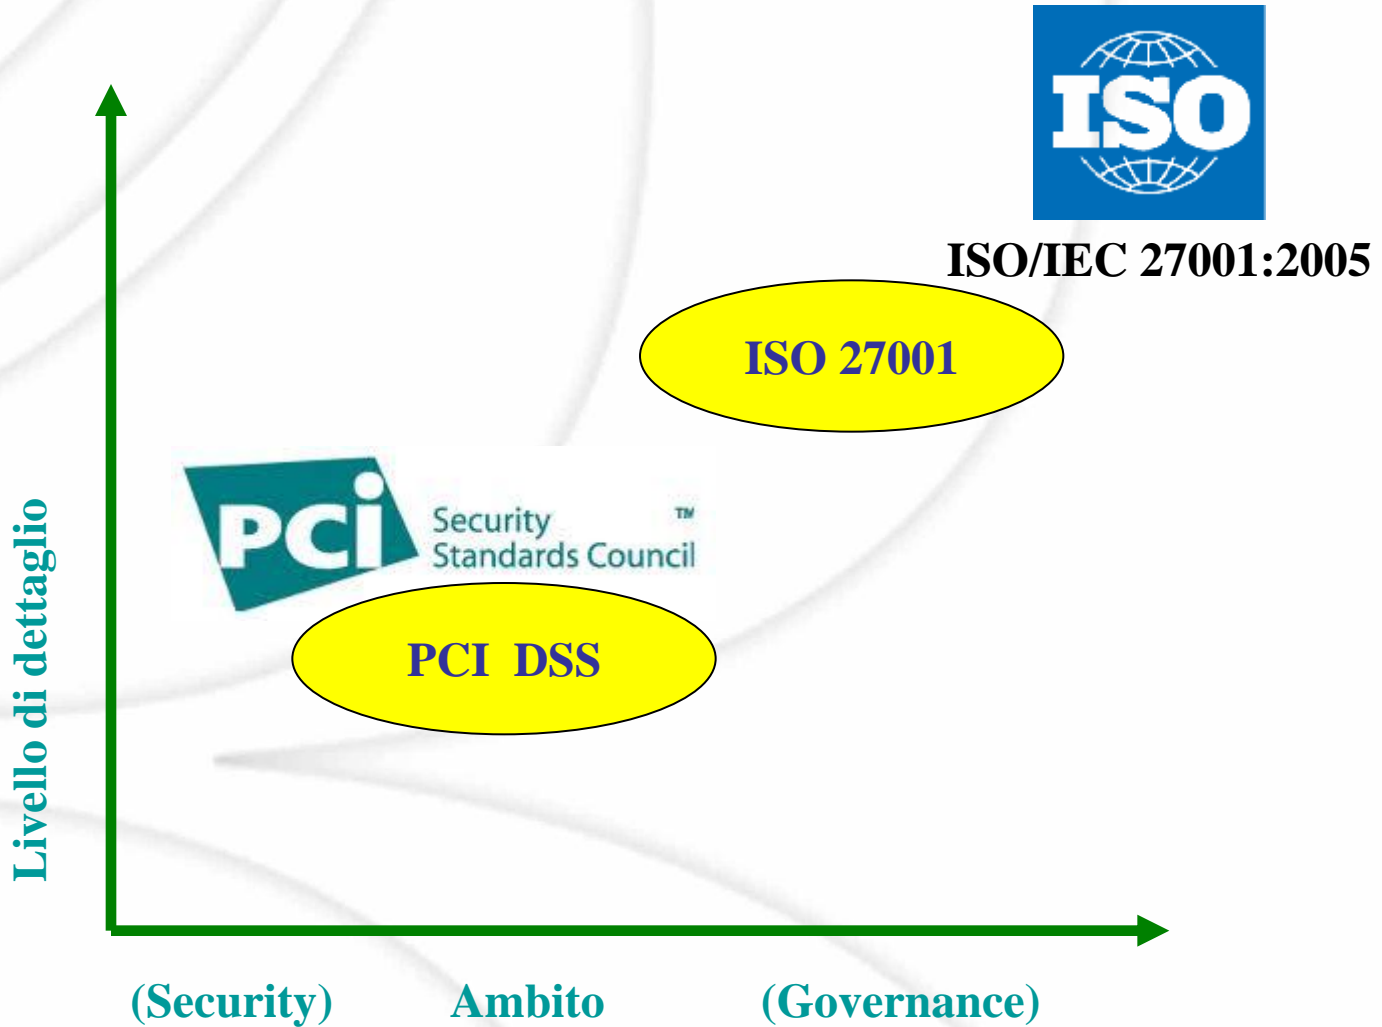 ISO
ISO/IEC 27001:2005
ISO 27001
PCI
Security ™
Standards Council
PCI DSS
Livello di dettaglio
(Security) Ambito (Governance)